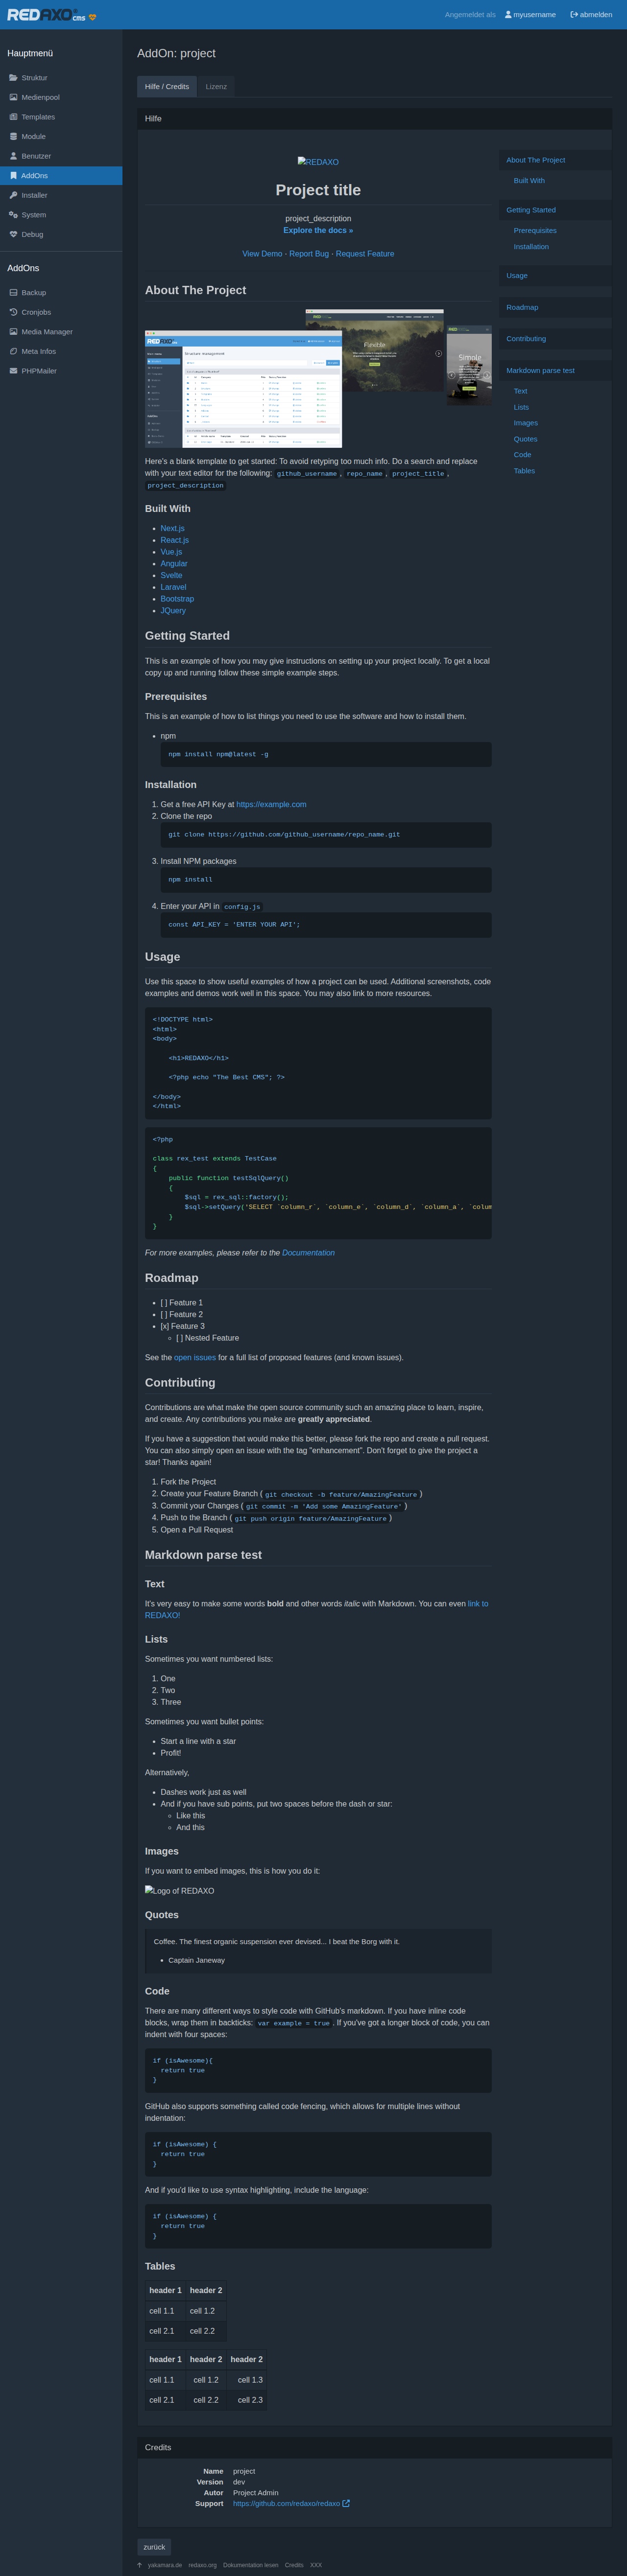 REDAXO® cms
Angemeldet als myusername abmelden
Hauptmenü
Struktur
Medienpool
Templates
Module
Benutzer
AddOns
Installer
System
Debug
AddOns
Backup
Cronjobs
Media Manager
Meta Infos
PHPMailer
AddOn: project
Hilfe / Credits Lizenz
Hilfe
REDAXO
Project title
project_description
Explore the docs »
View Demo · Report Bug · Request Feature
About The Project
REDAXO cms
Structure management
Flexible
Simple
Here's a blank template to get started: To avoid retyping too much info. Do a search and replace
with your text editor for the following: github_username , repo_name , project_title ,
project_description
Built With
• Next.js
• React.js
• Vue.js
• Angular
• Svelte
• Laravel
• Bootstrap
• JQuery
Getting Started
This is an example of how you may give instructions on setting up your project locally. To get a local
copy up and running follow these simple example steps.
Prerequisites
This is an example of how to list things you need to use the software and how to install them.
• npm
npm install npm@latest -g
Installation
1. Get a free API Key at https://example.com
2. Clone the repo
git clone https://github.com/github_username/repo_name.git
3. Install NPM packages
npm install
4. Enter your API in config.js
const API_KEY = 'ENTER YOUR API';
Usage
Use this space to show useful examples of how a project can be used. Additional screenshots, code
examples and demos work well in this space. You may also link to more resources.
<!DOCTYPE html>
<html>
<body>
<h1>REDAXO</h1>
<?php echo "The Best CMS"; ?>
</body>
</html>
<?php
class rex_test extends TestCase
{
public function testSqlQuery()
{
$sql = rex_sql::factory();
$sql->setQuery('SELECT `column_r`, `column_e`, `column_d`, `column_a`, `colum
}
}
For more examples, please refer to the Documentation
Roadmap
• [ ] Feature 1
• [ ] Feature 2
• [x] Feature 3
◦ [ ] Nested Feature
See the open issues for a full list of proposed features (and known issues).
Contributing
Contributions are what make the open source community such an amazing place to learn, inspire,
and create. Any contributions you make are greatly appreciated.
If you have a suggestion that would make this better, please fork the repo and create a pull request.
You can also simply open an issue with the tag "enhancement". Don't forget to give the project a
star! Thanks again!
1. Fork the Project
2. Create your Feature Branch ( git checkout -b feature/AmazingFeature )
3. Commit your Changes ( git commit -m 'Add some AmazingFeature' )
4. Push to the Branch ( git push origin feature/AmazingFeature )
5. Open a Pull Request
Markdown parse test
Text
It's very easy to make some words bold and other words italic with Markdown. You can even link to
REDAXO!
Lists
Sometimes you want numbered lists:
1. One
2. Two
3. Three
Sometimes you want bullet points:
• Start a line with a star
• Profit!
Alternatively,
• Dashes work just as well
• And if you have sub points, put two spaces before the dash or star:
◦ Like this
◦ And this
Images
If you want to embed images, this is how you do it:
Logo of REDAXO
Quotes
Coffee. The finest organic suspension ever devised... I beat the Borg with it.
• Captain Janeway
Code
There are many different ways to style code with GitHub's markdown. If you have inline code
blocks, wrap them in backticks: var example = true . If you've got a longer block of code, you can
indent with four spaces:
if (isAwesome){
return true
}
GitHub also supports something called code fencing, which allows for multiple lines without
indentation:
if (isAwesome) {
return true
}
And if you'd like to use syntax highlighting, include the language:
if (isAwesome) {
return true
}
Tables
header 1 header 2
cell 1.1 cell 1.2
cell 2.1 cell 2.2
header 1 header 2 header 2
cell 1.1 cell 1.2 cell 1.3
cell 2.1 cell 2.2 cell 2.3
About The Project
Built With
Getting Started
Prerequisites
Installation
Usage
Roadmap
Contributing
Markdown parse test
Text
Lists
Images
Quotes
Code
Tables
Credits
Name project
Version dev
Autor Project Admin
Support https://github.com/redaxo/redaxo
zurück
yakamara.de redaxo.org Dokumentation lesen Credits XXX